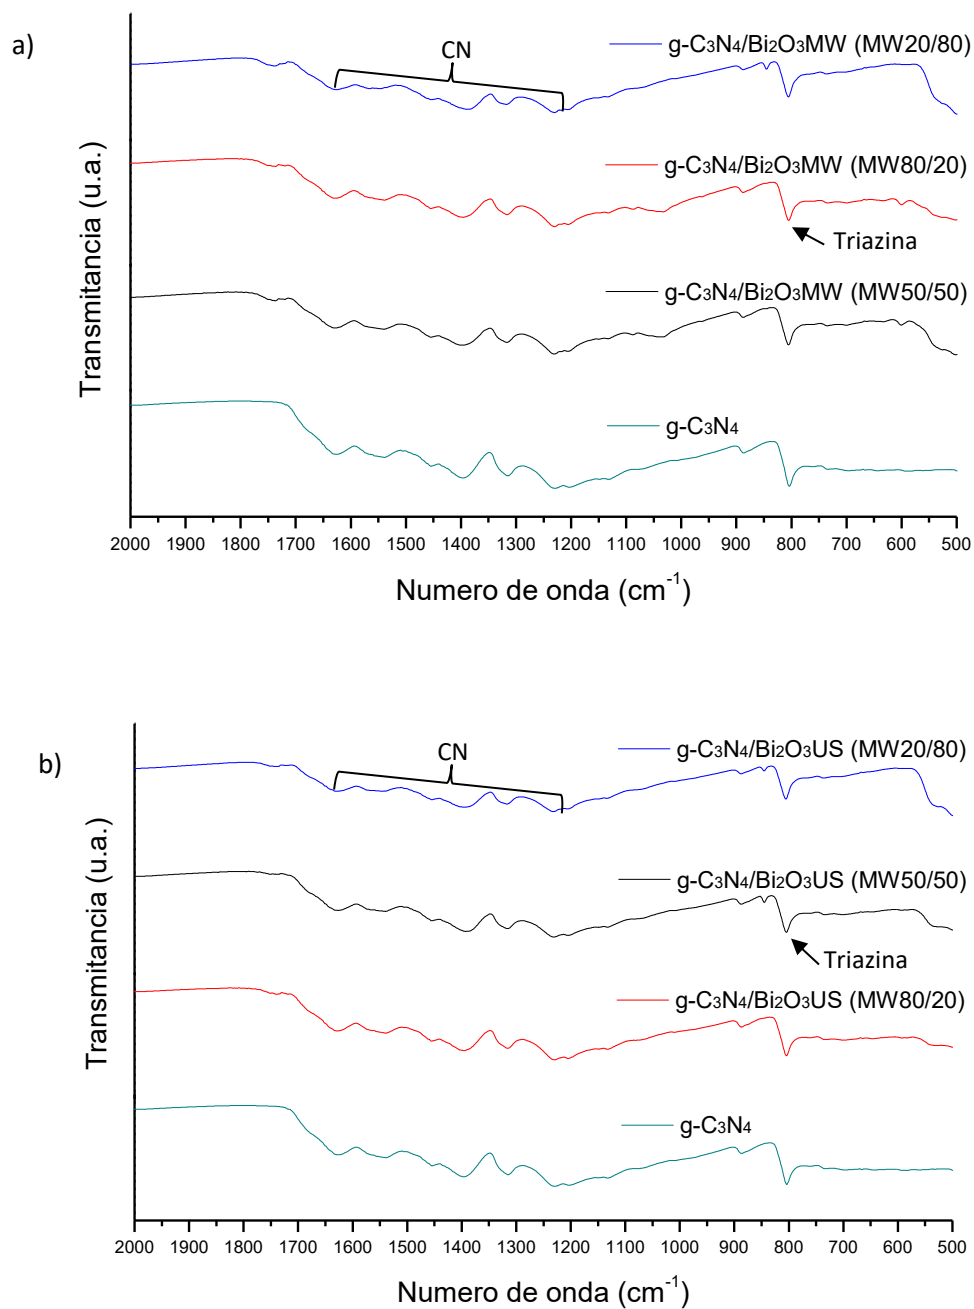 a)
CN
g-C₃N₄/Bi₂O₃MW (MW20/80)
g-C₃N₄/Bi₂O₃MW (MW80/20)
Triazina
g-C₃N₄/Bi₂O₃MW (MW50/50)
g-C₃N₄
Transmitancia (u.a.)
2000 1900 1800 1700 1600 1500 1400 1300 1200 1100 1000 900 800 700 600 500
Numero de onda (cm⁻¹)
b)
CN
g-C₃N₄/Bi₂O₃US (MW20/80)
g-C₃N₄/Bi₂O₃US (MW50/50)
Triazina
g-C₃N₄/Bi₂O₃US (MW80/20)
g-C₃N₄
Transmitancia (u.a.)
2000 1900 1800 1700 1600 1500 1400 1300 1200 1100 1000 900 800 700 600 500
Numero de onda (cm⁻¹)